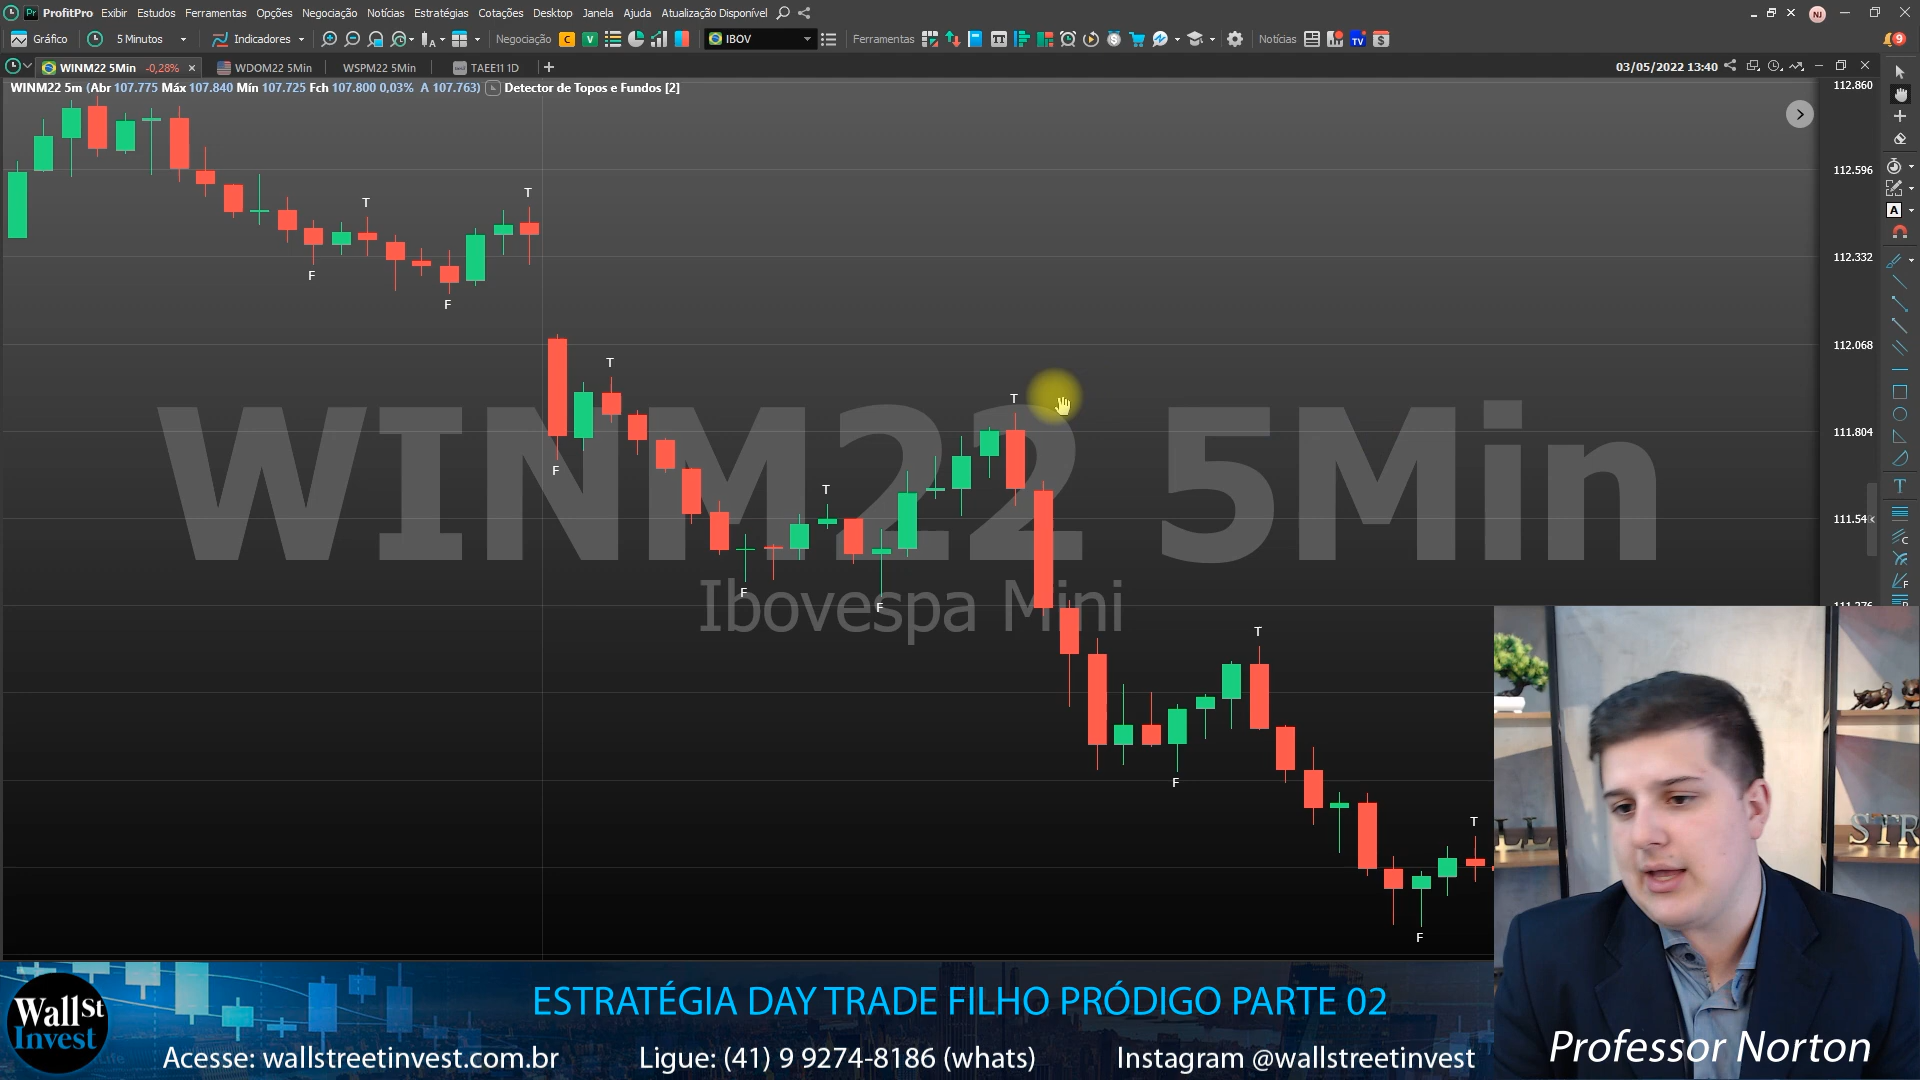 ProfitPro Exibir Estudos Ferramentas Opções Negociação Notícias Estratégias Cotações Desktop Janela Ajuda Atualização Disponível
NJ
Gráfico 5 Minutos Indicadores Negociação C V IBOV Ferramentas Notícias TV 9
WINM22 5Min -0,28% × WDOM22 5Min WSPM22 5Min TAEE11 1D +
03/05/2022 13:40
WINM22 5m (Abr 107.775 Máx 107.840 Mín 107.725 Fch 107.800 0,03% A 107.763) Detector de Topos e Fundos [2]
112.860
112.596
112.332
112.068
111.804
111.54
T
T
F
F
T
T
F
T
F
F
T
F
T
F
WINM22 5Min
Ibovespa Mini
STR
Wall St
Invest
ESTRATÉGIA DAY TRADE FILHO PRÓDIGO PARTE 02
Acesse: wallstreetinvest.com.br Ligue: (41) 9 9274-8186 (whats) Instagram @wallstreetinvest
Professor Norton